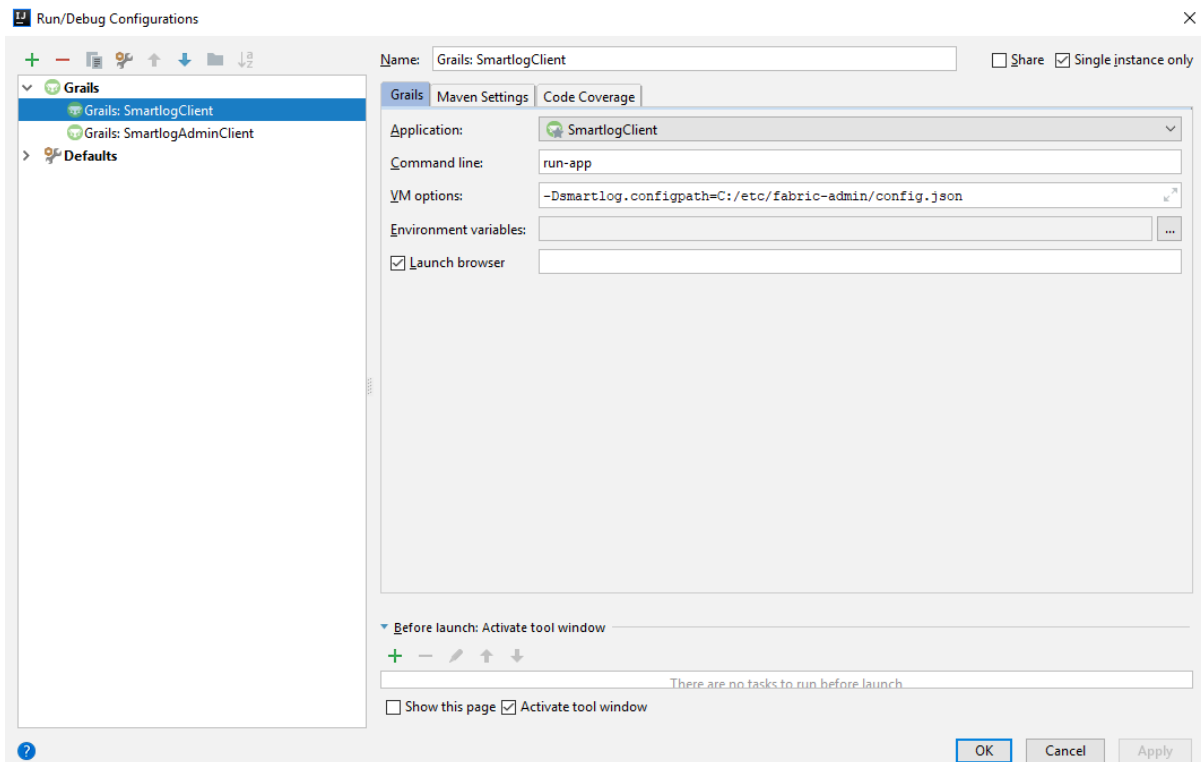 Run/Debug Configurations
Name: Grails: SmartlogClient
Share Single instance only
Grails
Grails: SmartlogClient
Grails: SmartlogAdminClient
Defaults
Grails Maven Settings Code Coverage
Application: SmartlogClient
Command line: run-app
VM options: -Dsmartlog.configpath=C:/etc/fabric-admin/config.json
Environment variables: ...
Launch browser
Before launch: Activate tool window
There are no tasks to run before launch
Show this page Activate tool window
? OK Cancel Apply